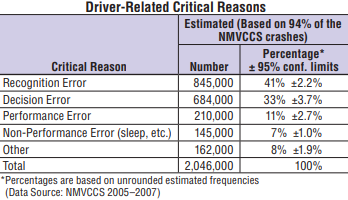 Driver-Related Critical Reasons
Estimated (Based on 94% of the
NMVCCS crashes)
Critical Reason Number Percentage*
± 95% conf. limits
Recognition Error 845,000 41% ±2.2%
Decision Error 684,000 33% ±3.7%
Performance Error 210,000 11% ±2.7%
Non-Performance Error (sleep, etc.) 145,000 7% ±1.0%
Other 162,000 8% ±1.9%
Total 2,046,000 100%
*Percentages are based on unrounded estimated frequencies
(Data Source: NMVCCS 2005–2007)